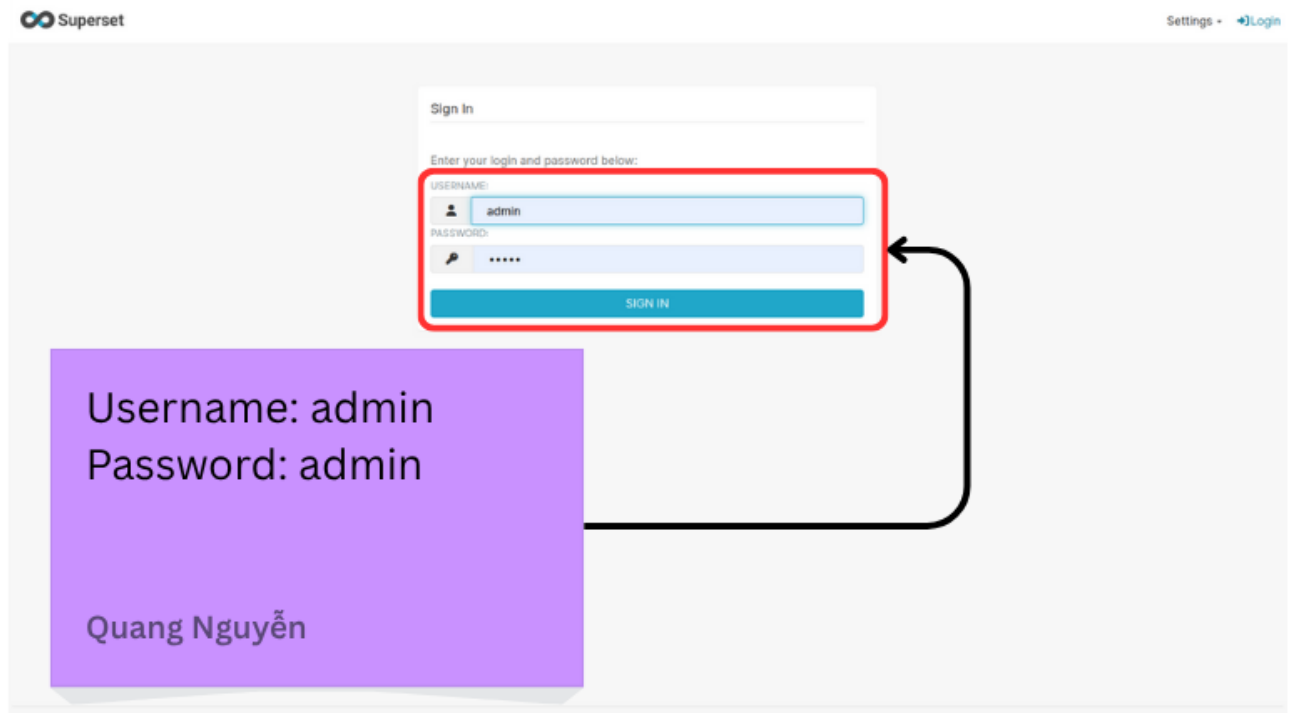 Superset
Settings
Login
Sign In
Enter your login and password below:
USERNAME:
admin
PASSWORD:
•••••
SIGN IN
Username: admin
Password: admin
Quang Nguyễn